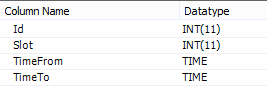 Column Name Datatype
Id INT(11)
Slot INT(11)
TimeFrom TIME
TimeTo TIME